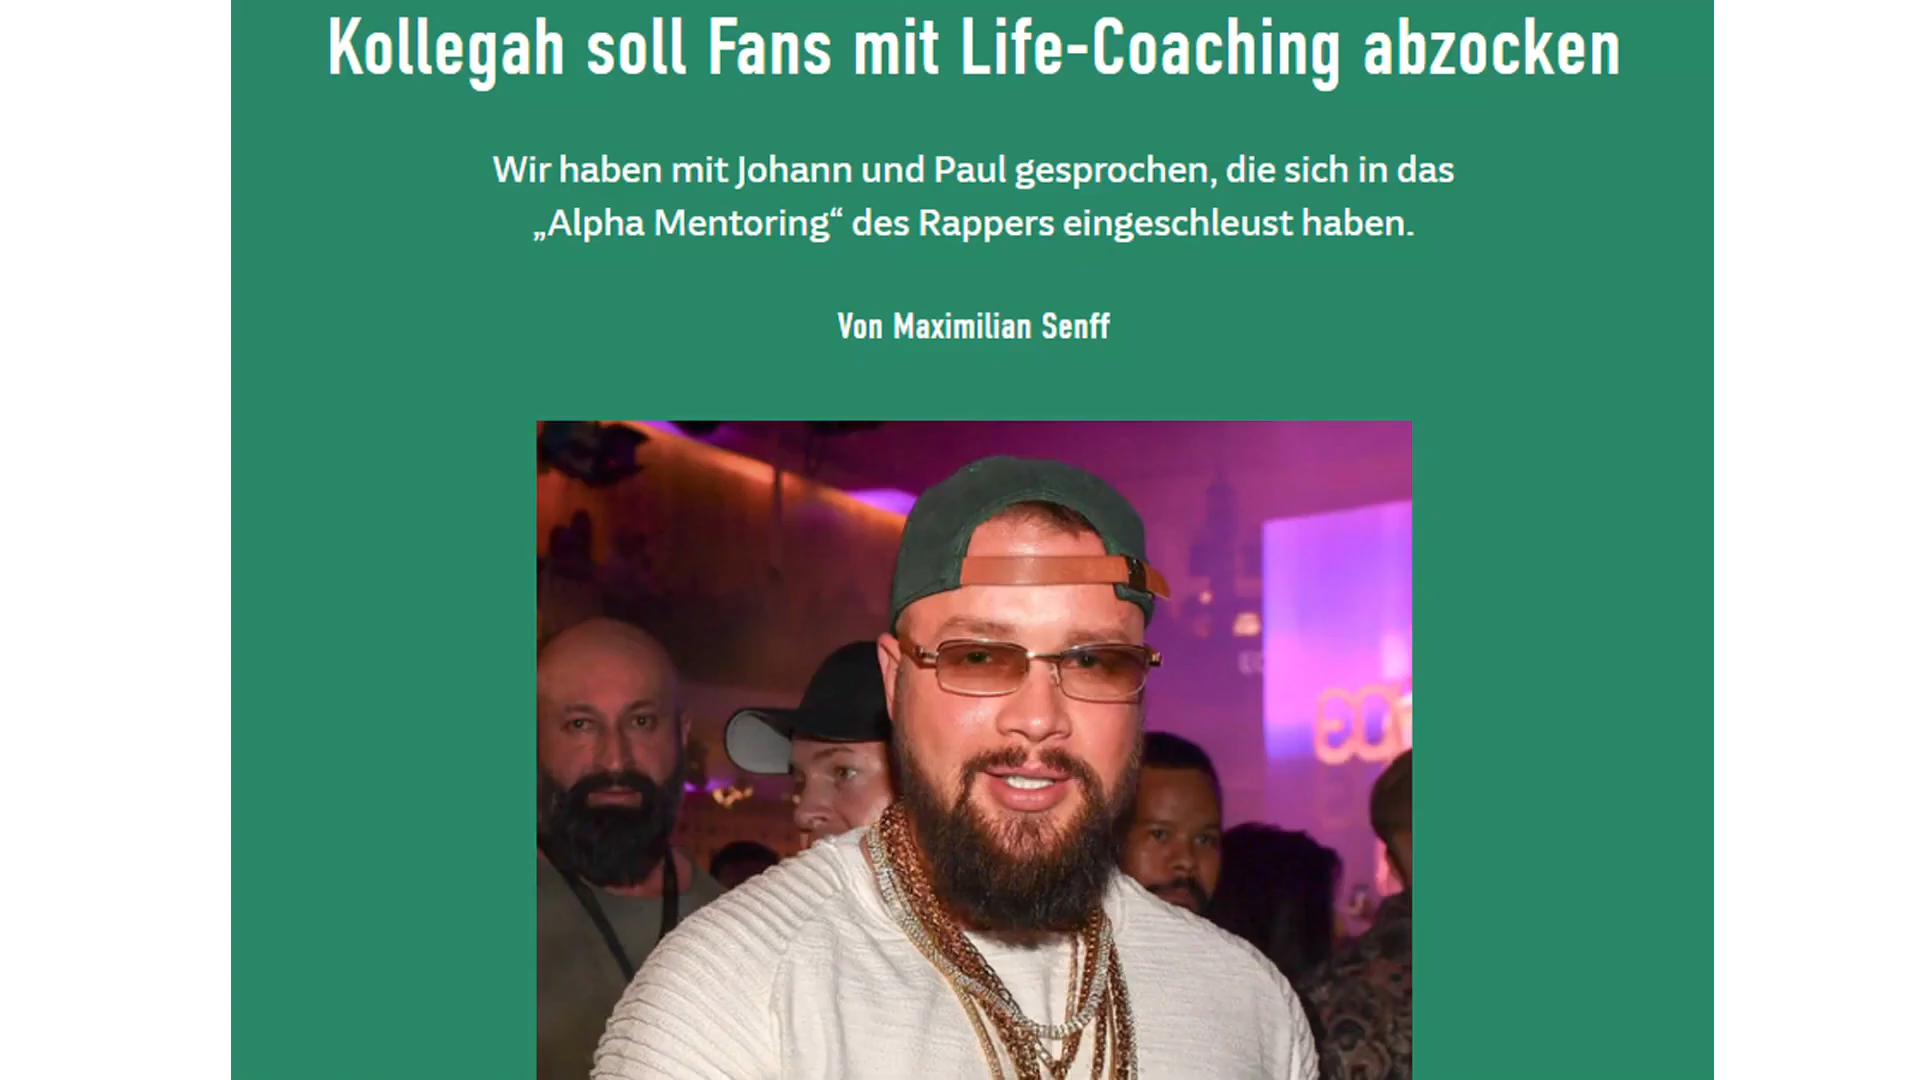 Kollegah soll Fans mit Life-Coaching abzocken
Wir haben mit Johann und Paul gesprochen, die sich in das
„Alpha Mentoring“ des Rappers eingeschleust haben.
Von Maximilian Senff